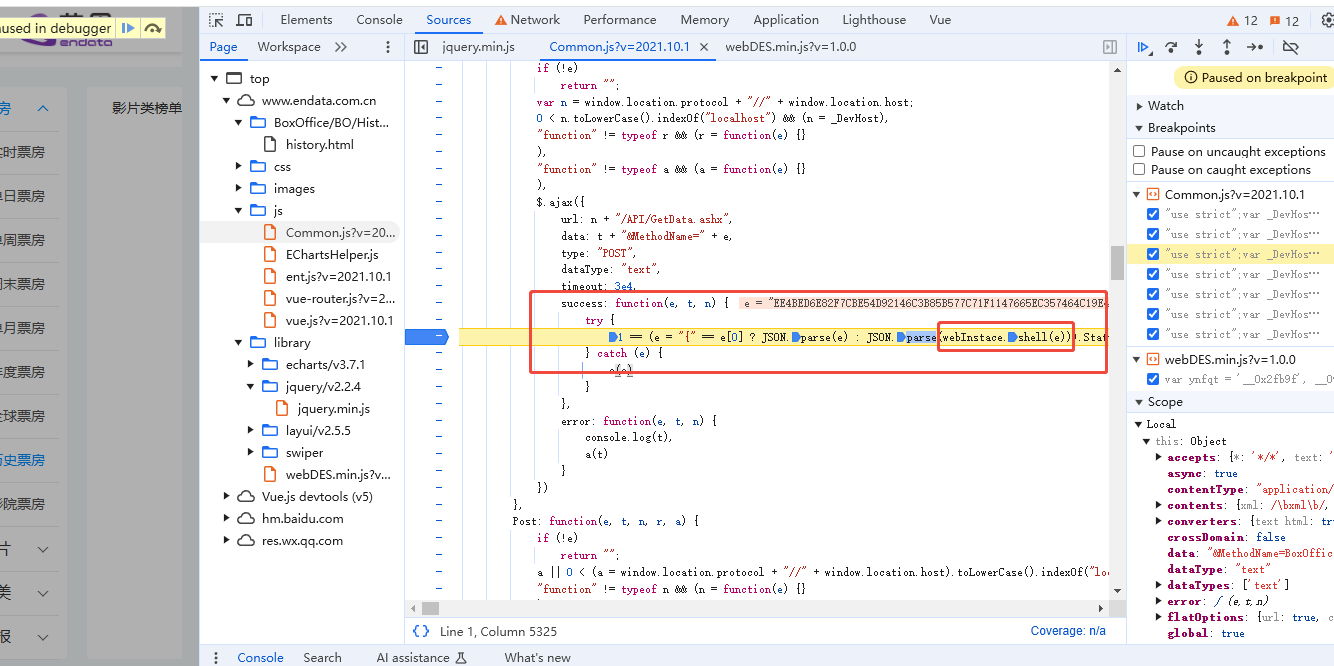 used in debugger
endata
房
时票房
单日票房
单周票房
周末票房
单月票房
年度票房
全球票房
历史票房
影院票房
片
美
报
影片类榜单
Elements Console Sources Network Performance Memory Application Lighthouse Vue 12 12
Page Workspace
jquery.min.js Common.js?v=2021.10.1 × webDES.min.js?v=1.0.0
top
www.endata.com.cn
BoxOffice/BO/Hist...
history.html
css
images
js
Common.js?v=20...
EChartsHelper.js
ent.js?v=2021.10.1
vue-router.js?v=2...
vue.js?v=2021.10.1
library
echarts/v3.7.1
jquery/v2.2.4
jquery.min.js
layui/v2.5.5
swiper
webDES.min.js?v...
Vue.js devtools (v5)
hm.baidu.com
res.wx.qq.com
if (!e)
return "";
var n = window.location.protocol + "//" + window.location.host;
0 < n.toLowerCase().indexOf("localhost") && (n = _DevHost),
"function" != typeof r && (r = function(e) {}
),
"function" != typeof a && (a = function(e) {}
),
$.ajax({
url: n + "/API/GetData.ashx",
data: t + "&MethodName=" + e,
type: "POST",
dataType: "text",
timeout: 3e4,
success: function(e, t, n) { e = "EE4BED6E82F7CBE54D92146C3B85B577C71F1147665EC357464C19E4
try {
1 == (e = "{" == e[0] ? JSON.parse(e) : JSON.parse(webInstace.shell(e))).Stat
} catch (e) {
a(e)
}
},
error: function(e, t, n) {
console.log(t),
a(t)
}
})
},
Post: function(e, t, n, r, a) {
if (!e)
return "";
a || 0 < (a = window.location.protocol + "//" + window.location.host).toLowerCase().indexOf("loc
"function" != typeof n && (n = function(e) {}
{} Line 1, Column 5325 Coverage: n/a
Console Search AI assistance What's new
Paused on breakpoint
Watch
Breakpoints
Pause on uncaught exceptions
Pause on caught exceptions
Common.js?v=2021.10.1
"use strict";var _DevHos…
"use strict";var _DevHos…
"use strict";var _DevHos…
"use strict";var _DevHos…
"use strict";var _DevHos…
"use strict";var _DevHos…
"use strict";var _DevHos…
webDES.min.js?v=1.0.0
var ynfqt = '__0x2fb9f', __0
Scope
Local
this: Object
accepts: {*: '*/*', text: '
async: true
contentType: "application/
contents: {xml: /\bxml\b/,
converters: {text html: tr
crossDomain: false
data: "&MethodName=BoxOffic
dataType: "text"
dataTypes: ['text']
error: ƒ (e,t,n)
flatOptions: {url: true, c
global: true